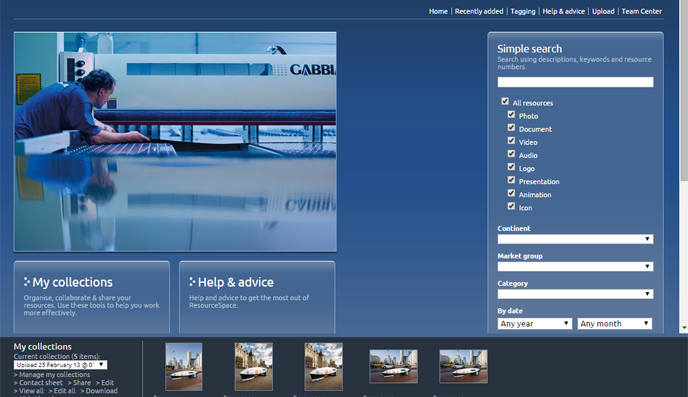 Home | Recently added | Tagging | Help & advice | Upload | Team Center
GABBIA
Simple search
Search using descriptions, keywords and resource
numbers
All resources
Photo
Document
Video
Audio
Logo
Presentation
Animation
Icon
Continent
Market group
Category
By date
Any year
Any month
My collections
Organise, collaborate & share your
resources. Use these tools to help you work
more effectively.
Help & advice
Help and advice to get the most out of
ResourceSpace.
My collections
Current collection (5 items):
Upload 25 February 13 @ 0
> Manage my collections
> Contact sheet > Share > Edit
> View all > Edit all > Download